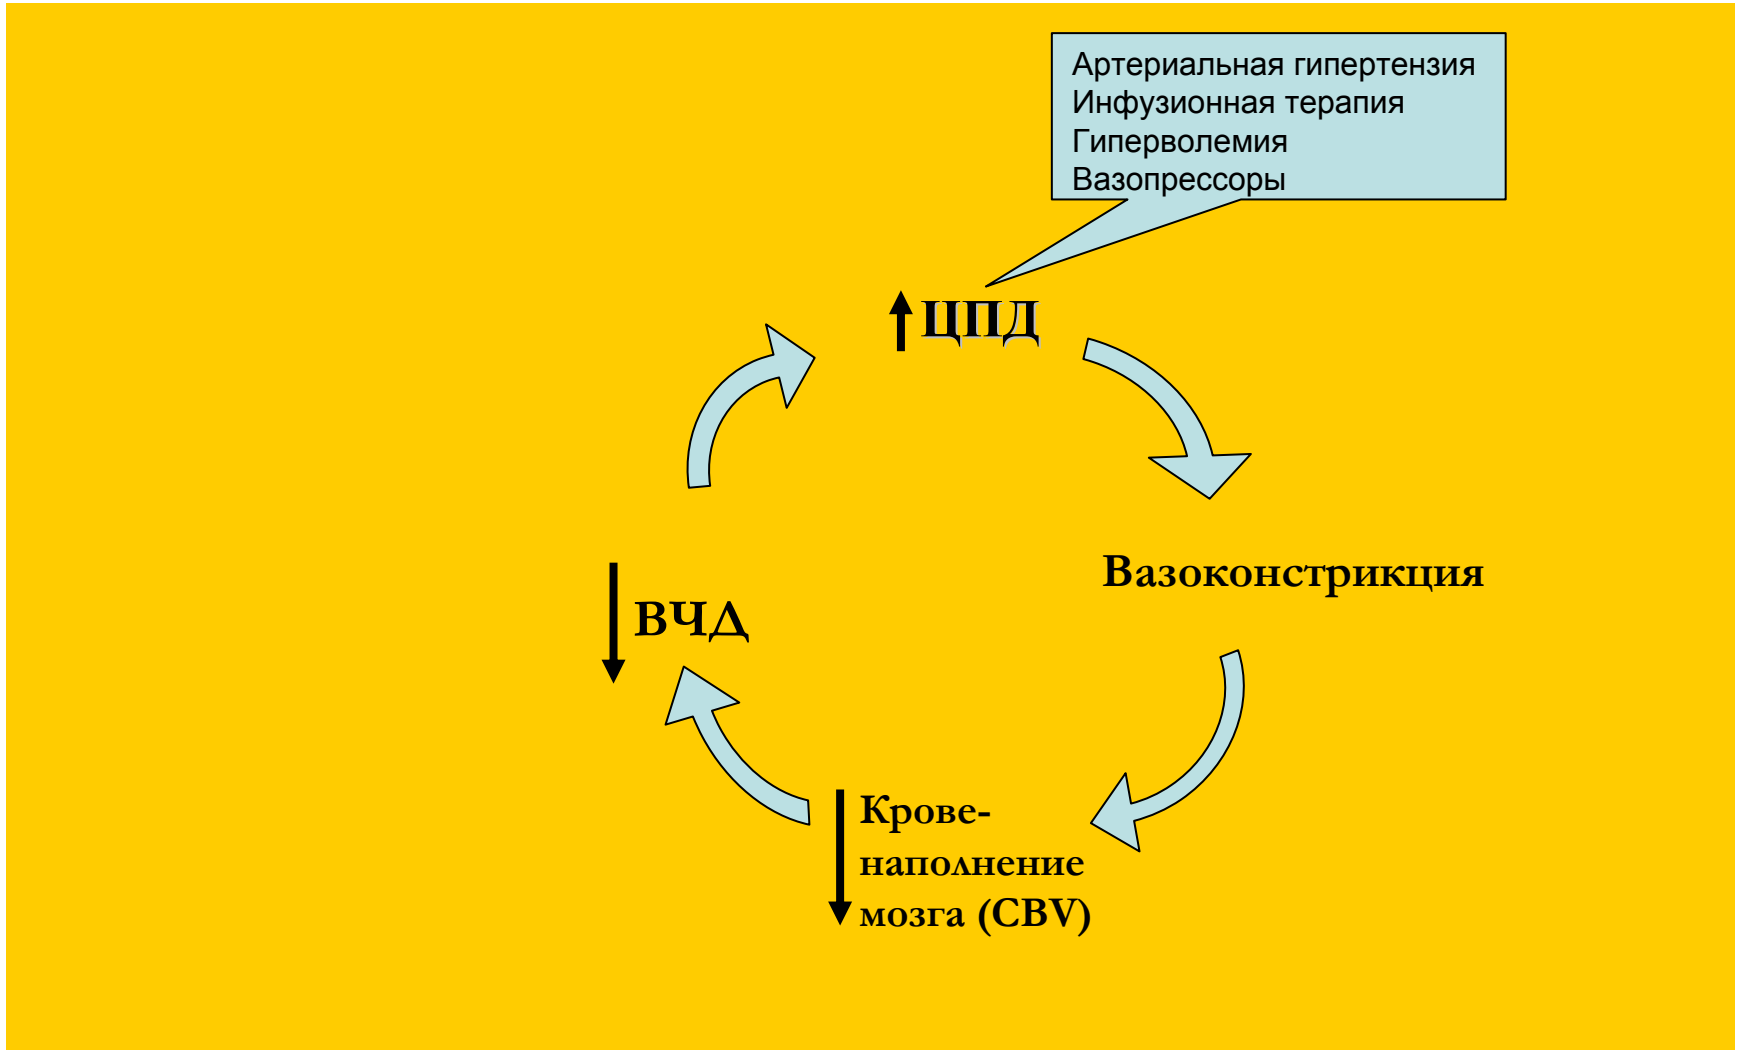 Артериальная гипертензия
Инфузионная терапия
Гиперволемия
Вазопрессоры
ЦПД
Вазоконстрикция
ВЧД
Крове-
наполнение
мозга (CBV)